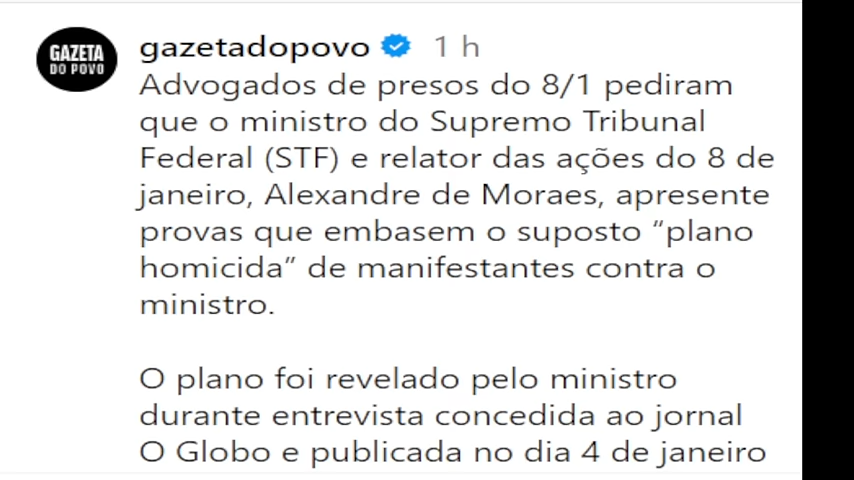 GAZETA
DO POVO
gazetadopovo 1 h
Advogados de presos do 8/1 pediram
que o ministro do Supremo Tribunal
Federal (STF) e relator das ações do 8 de
janeiro, Alexandre de Moraes, apresente
provas que embasem o suposto “plano
homicida” de manifestantes contra o
ministro.
O plano foi revelado pelo ministro
durante entrevista concedida ao jornal
O Globo e publicada no dia 4 de janeiro